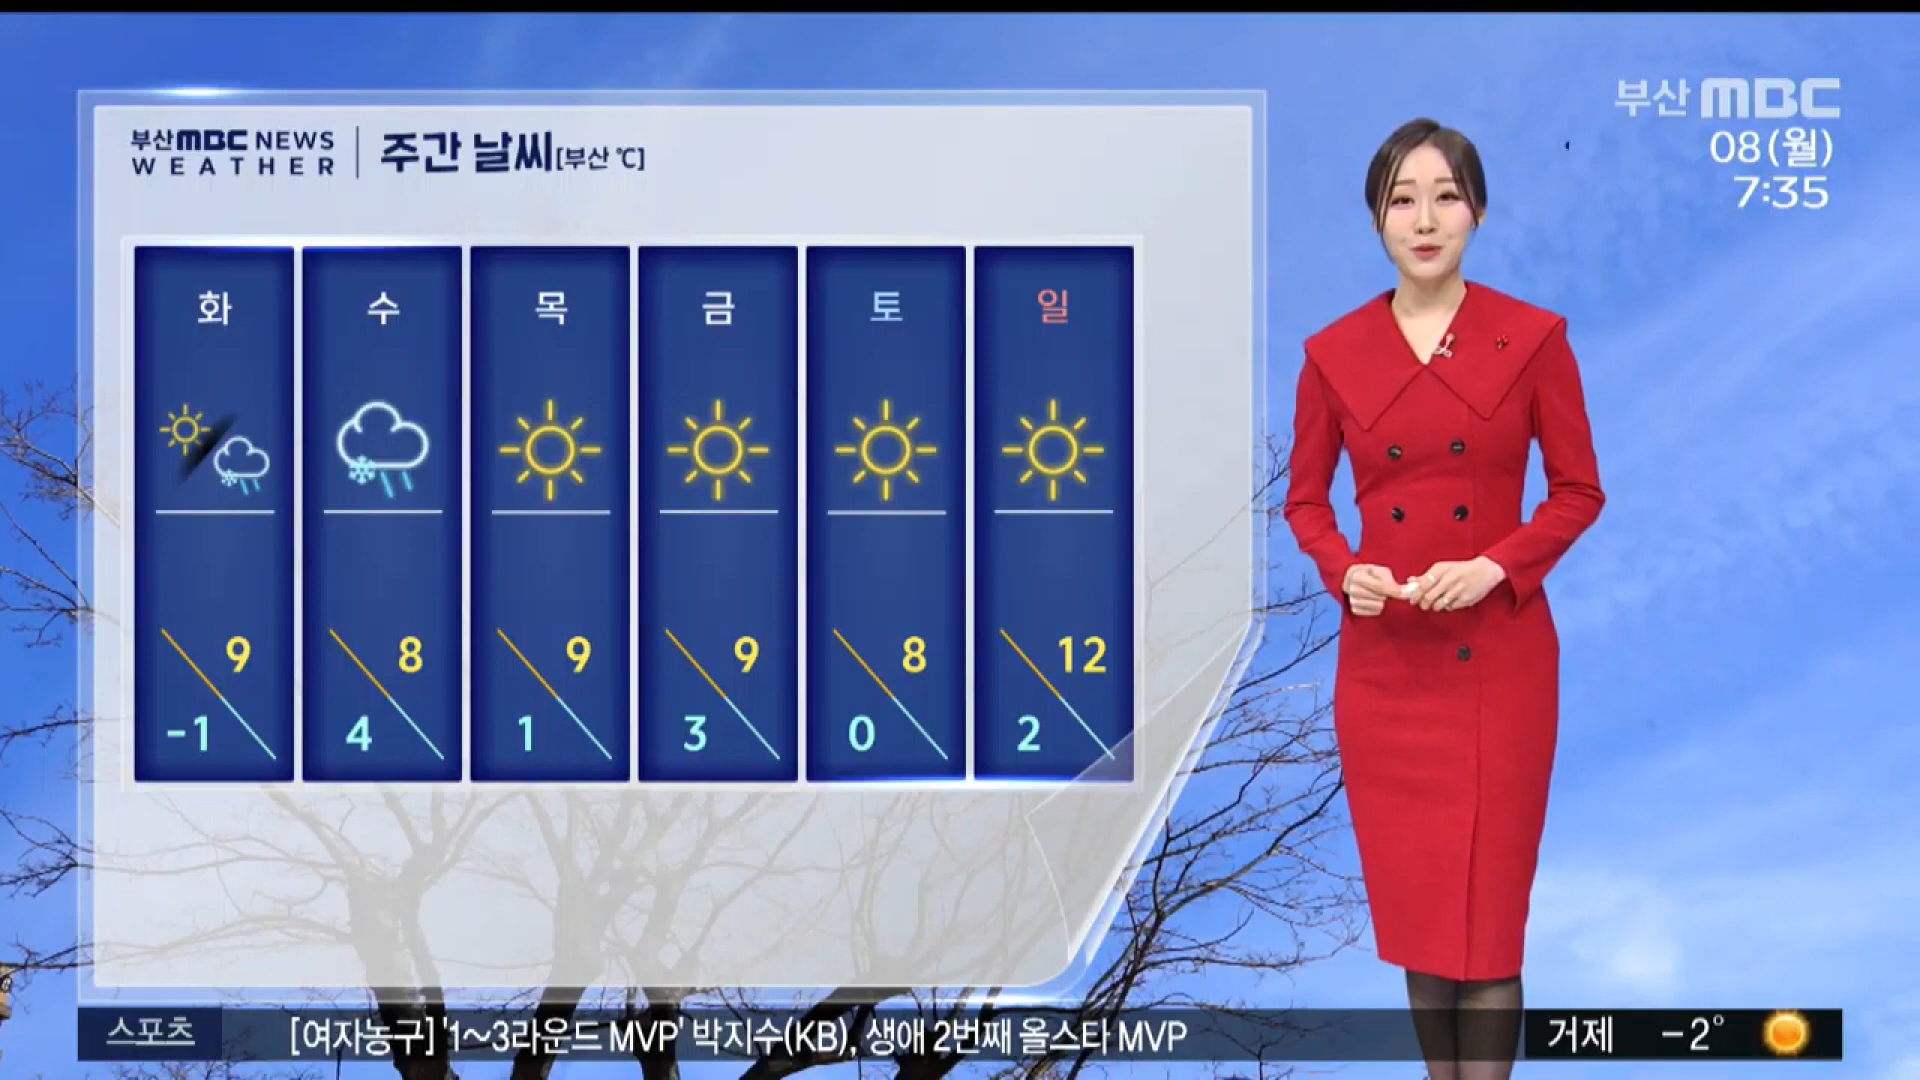 부산MBC NEWS
WEATHER
주간 날씨[부산 ℃]
부산 MBC
08(월)
7:35
화 수 목 금 토 일
9 8 9 9 8 12
-1 4 1 3 0 2
스포츠 [여자농구] '1~3라운드 MVP' 박지수(KB), 생애 2번째 올스타 MVP
거제 -2°